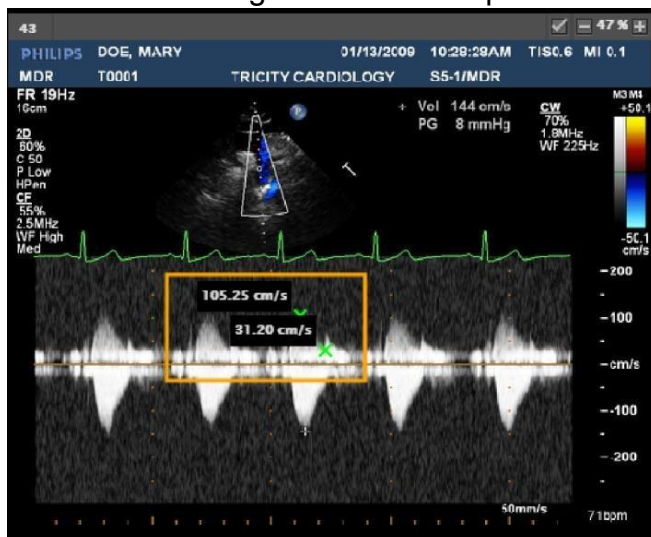 43 47%
PHILIPS DOE, MARY 01/13/2009 10:29:29AM TIS0.6 MI 0.1
MDR T0001 TRICITY CARDIOLOGY S5-1/MDR
FR 19Hz
16cm
2D
60%
C 50
P Low
HPen
CF
55%
2.5MHz
WF High
Med
+ Vel 144 cm/s
PG 8 mmHg
CW
70%
1.8MHz
WF 225Hz
M3 M4
+50.1
-50.1
cm/s
105.25 cm/s
31.20 cm/s
-200
-100
-cm/s
--100
--200
50mm/s
71bpm